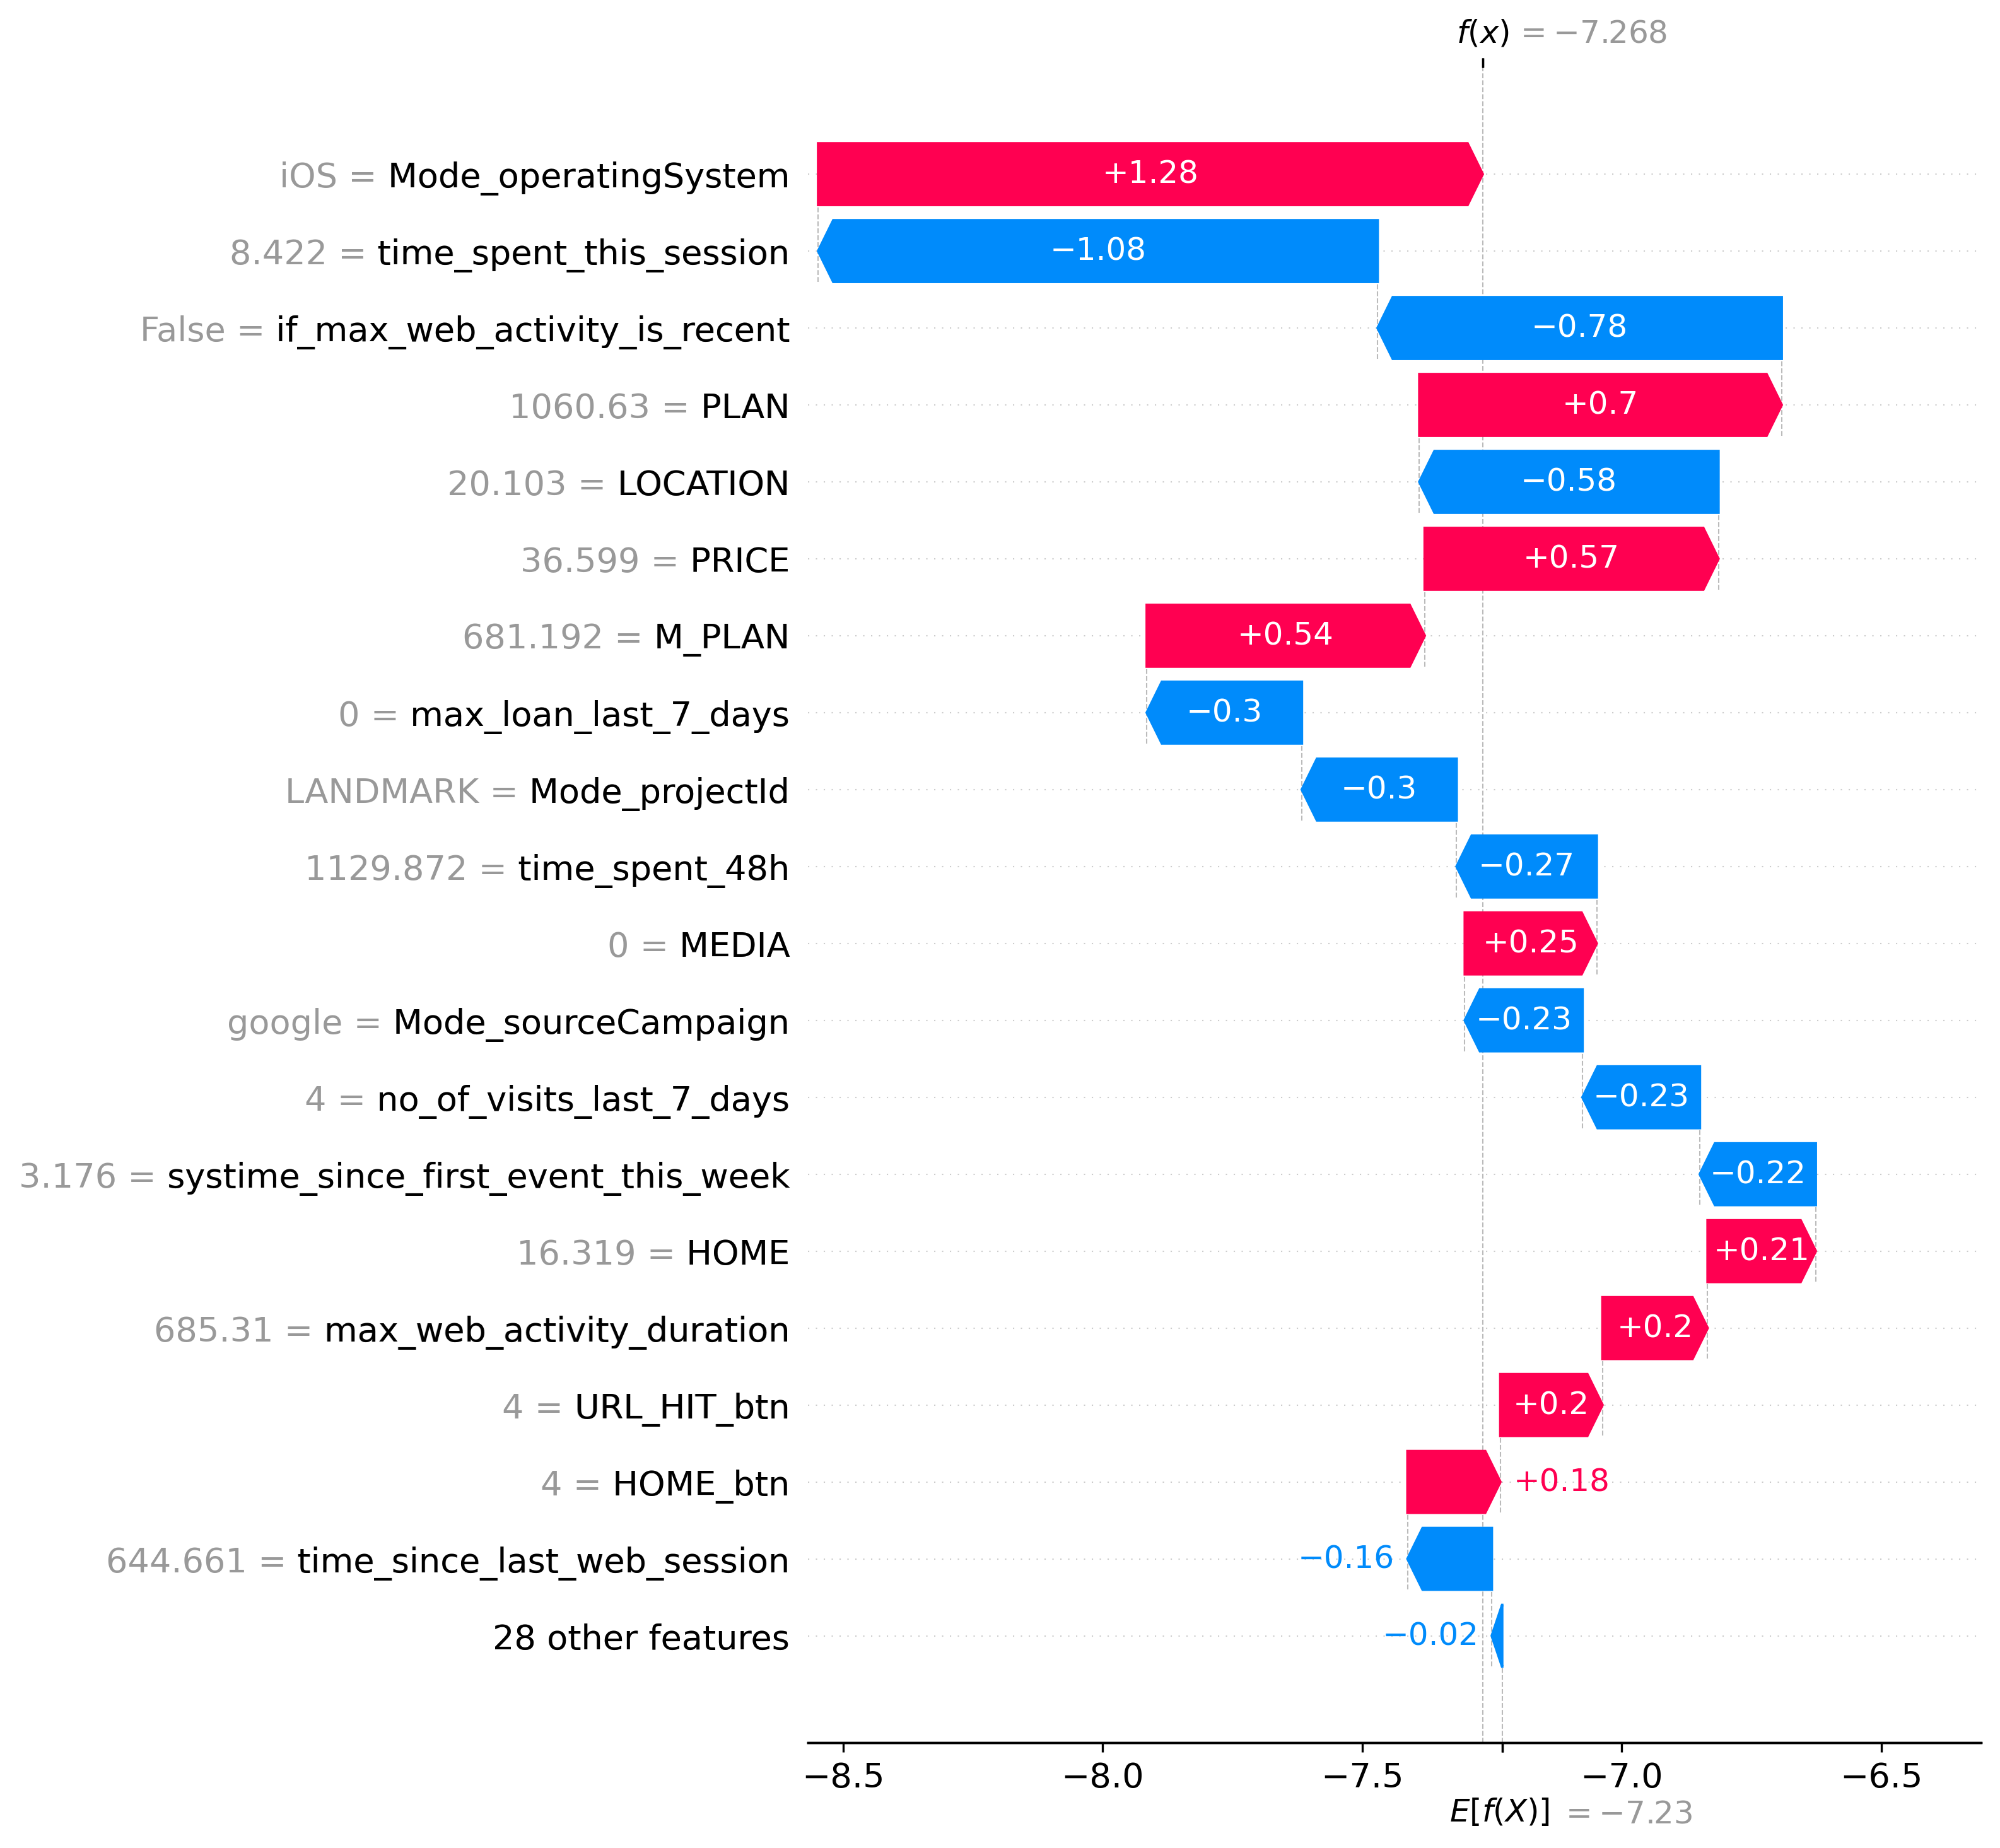 f(x) = −7.268
iOS = Mode_operatingSystem +1.28
8.422 = time_spent_this_session −1.08
False = if_max_web_activity_is_recent −0.78
1060.63 = PLAN +0.7
20.103 = LOCATION −0.58
36.599 = PRICE +0.57
681.192 = M_PLAN +0.54
0 = max_loan_last_7_days −0.3
LANDMARK = Mode_projectId −0.3
1129.872 = time_spent_48h −0.27
0 = MEDIA +0.25
google = Mode_sourceCampaign −0.23
4 = no_of_visits_last_7_days −0.23
3.176 = systime_since_first_event_this_week −0.22
16.319 = HOME +0.21
685.31 = max_web_activity_duration +0.2
4 = URL_HIT_btn +0.2
4 = HOME_btn +0.18
644.661 = time_since_last_web_session −0.16
28 other features −0.02
−8.5 −8.0 −7.5 −7.0 −6.5
E[f(X)] = −7.23